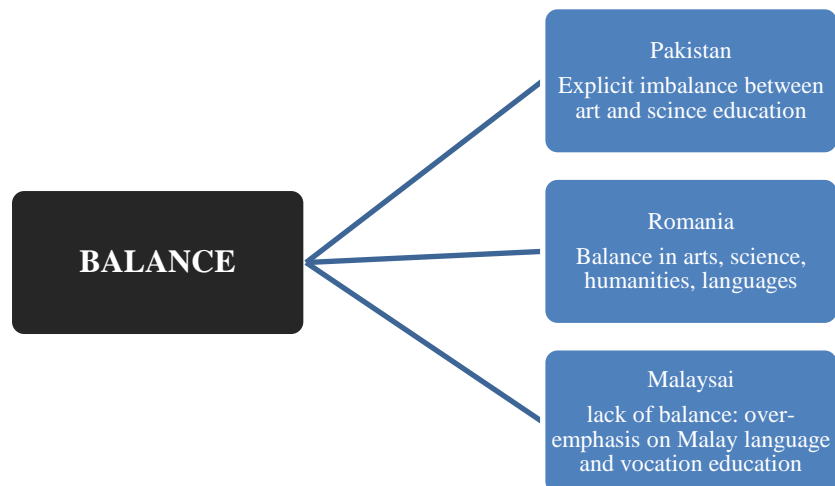 BALANCE
Pakistan
Explicit imbalance between
art and scince education
Romania
Balance in arts, science,
humanities, languages
Malaysai
lack of balance: over-
emphasis on Malay language
and vocation education